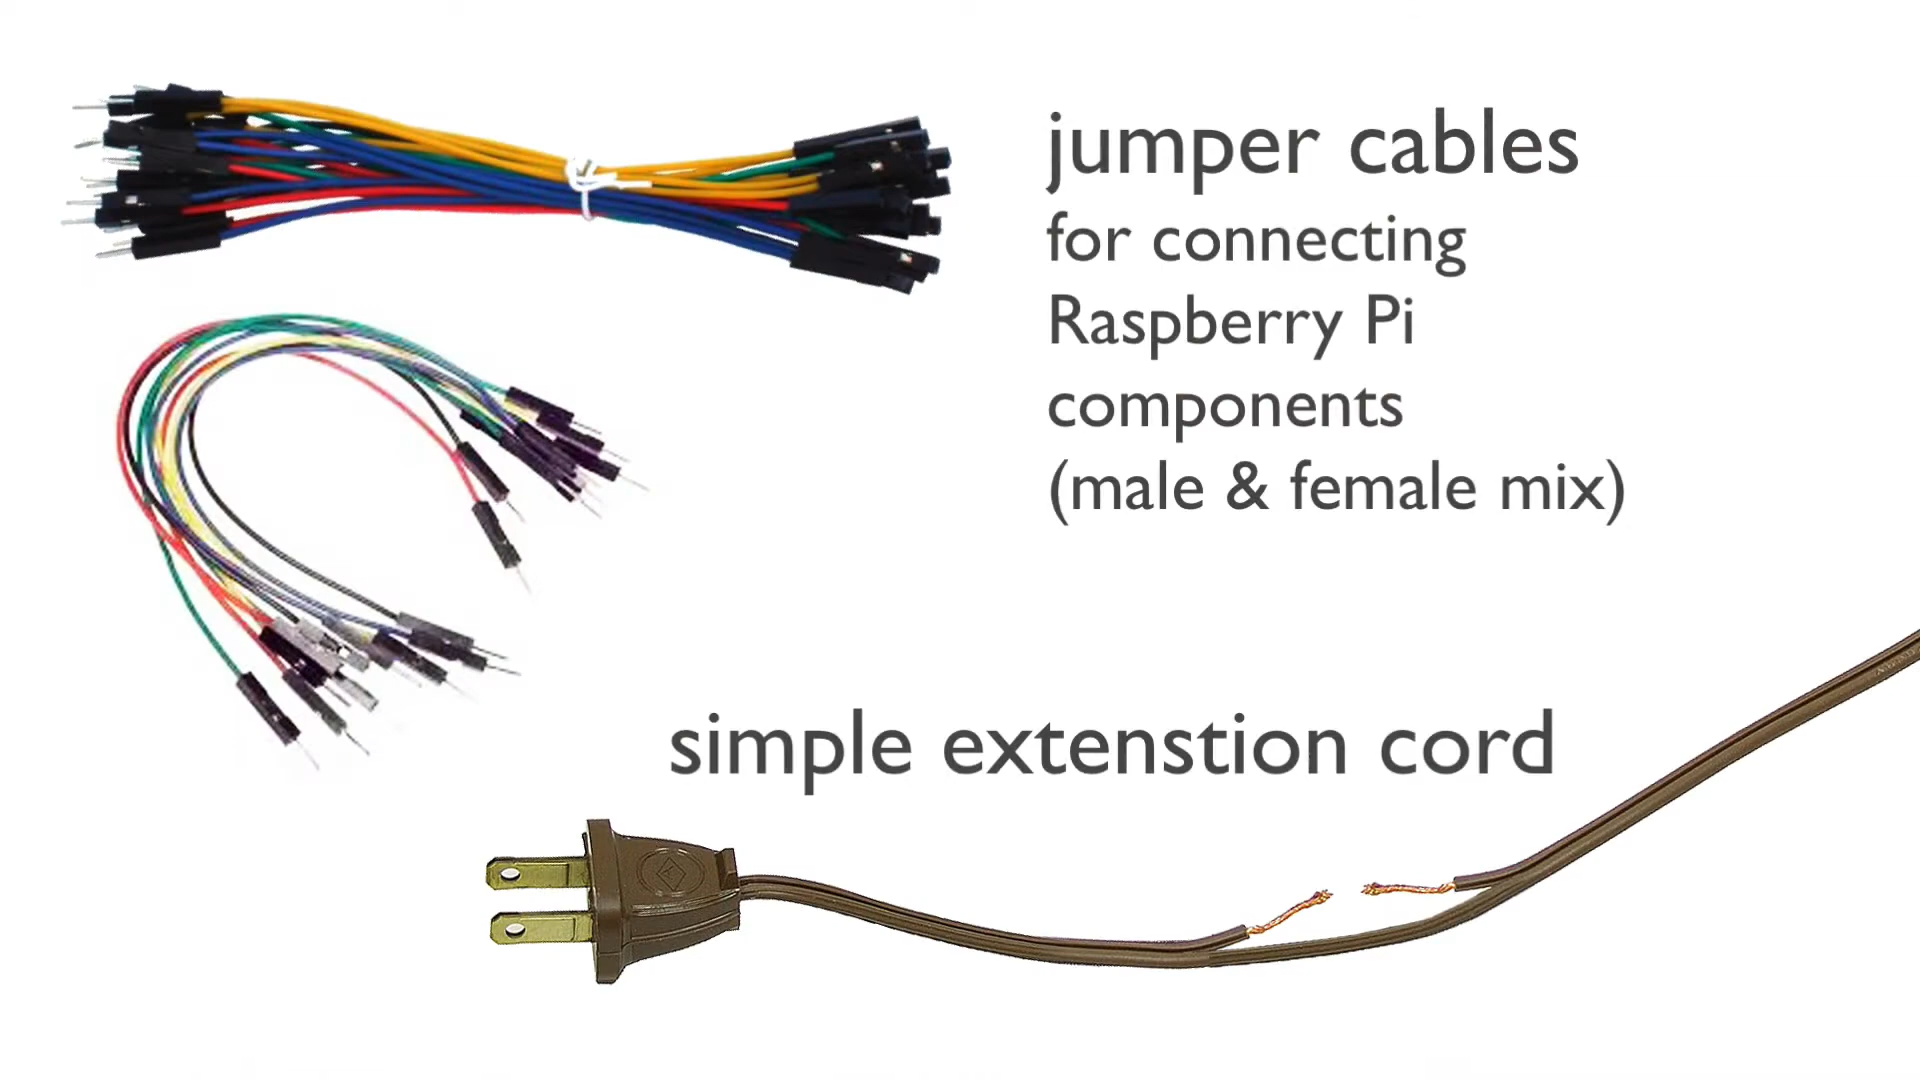 jumper cables
for connecting
Raspberry Pi
components
(male & female mix)
simple extenstion cord